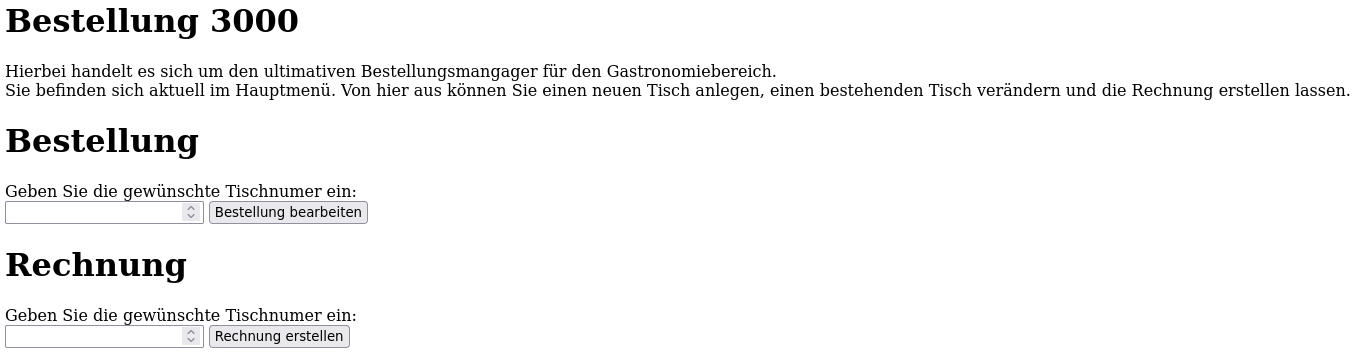 Bestellung 3000
Hierbei handelt es sich um den ultimativen Bestellungsmangager für den Gastronomiebereich.
Sie befinden sich aktuell im Hauptmenü. Von hier aus können Sie einen neuen Tisch anlegen, einen bestehenden Tisch verändern und die Rechnung erstellen lassen.
Bestellung
Geben Sie die gewünschte Tischnumer ein:
Bestellung bearbeiten
Rechnung
Geben Sie die gewünschte Tischnumer ein:
Rechnung erstellen